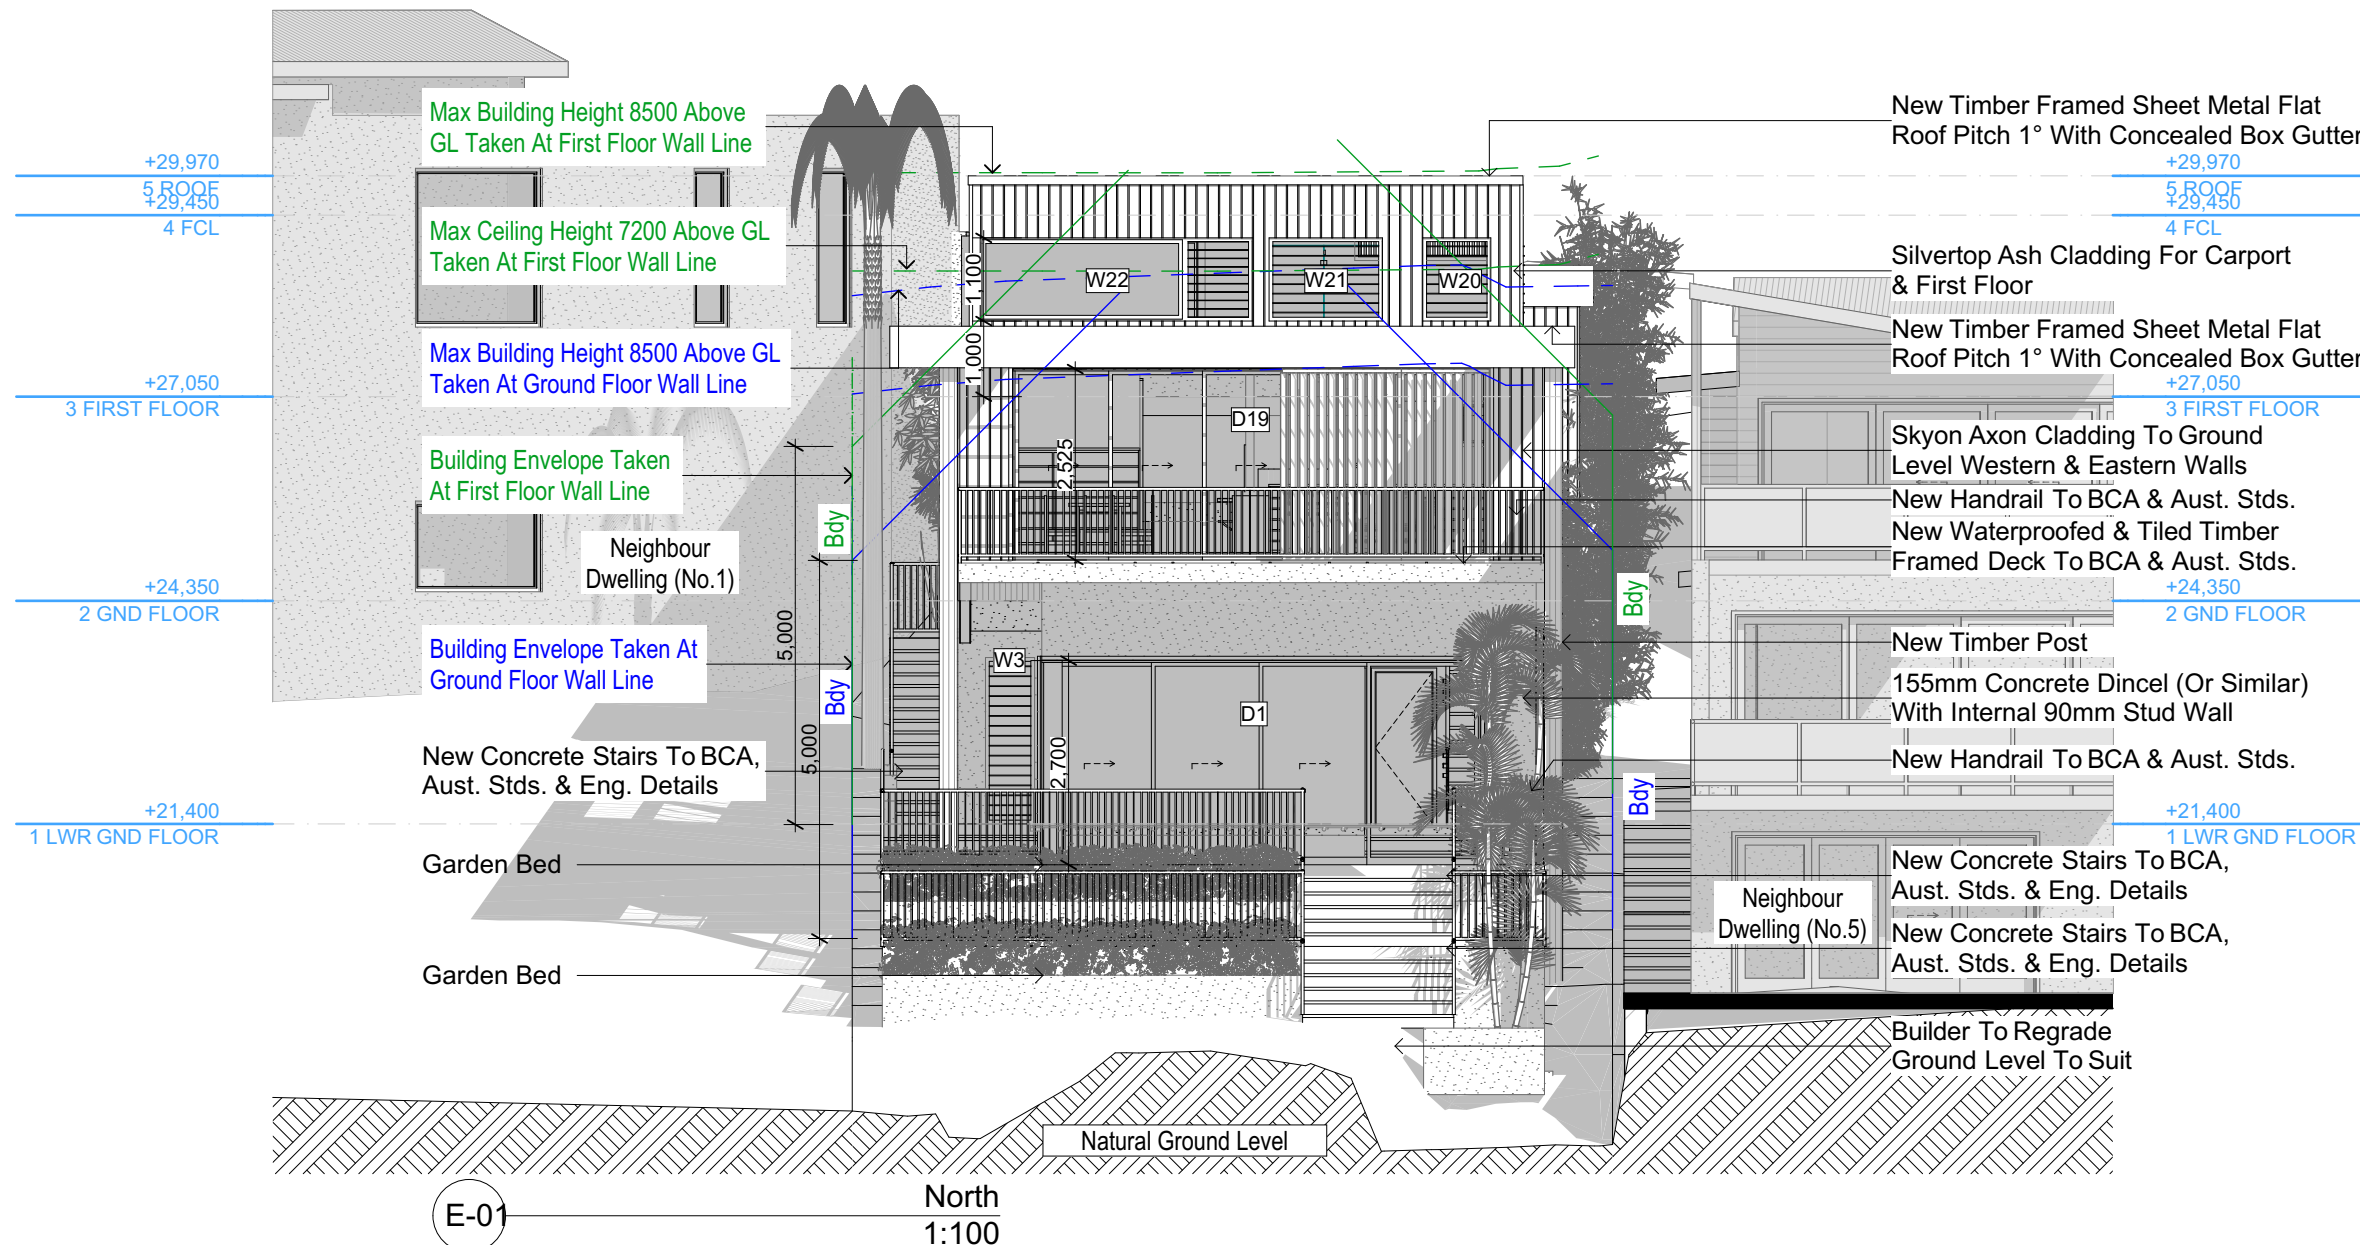 Max Building Height 8500 Above
GL Taken At First Floor Wall Line
Max Ceiling Height 7200 Above GL
Taken At First Floor Wall Line
Max Building Height 8500 Above GL
Taken At Ground Floor Wall Line
Building Envelope Taken
At First Floor Wall Line
Neighbour
Dwelling (No.1)
Building Envelope Taken At
Ground Floor Wall Line
New Concrete Stairs To BCA,
Aust. Stds. & Eng. Details
Garden Bed
Garden Bed
+29,970
5 ROOF
+29,450
4 FCL
+27,050
3 FIRST FLOOR
+24,350
2 GND FLOOR
+21,400
1 LWR GND FLOOR
Bdy
Bdy
5,000
5,000
1,100
1,000
2,525
2,700
W22
W21
W20
D19
W3
D1
Bdy
Bdy
New Timber Framed Sheet Metal Flat
Roof Pitch 1° With Concealed Box Gutter
+29,970
5 ROOF
+29,450
4 FCL
Silvertop Ash Cladding For Carport
& First Floor
New Timber Framed Sheet Metal Flat
Roof Pitch 1° With Concealed Box Gutter
+27,050
3 FIRST FLOOR
Skyon Axon Cladding To Ground
Level Western & Eastern Walls
New Handrail To BCA & Aust. Stds.
New Waterproofed & Tiled Timber
Framed Deck To BCA & Aust. Stds.
+24,350
2 GND FLOOR
New Timber Post
155mm Concrete Dincel (Or Similar)
With Internal 90mm Stud Wall
New Handrail To BCA & Aust. Stds.
+21,400
1 LWR GND FLOOR
New Concrete Stairs To BCA,
Aust. Stds. & Eng. Details
Neighbour
Dwelling (No.5)
New Concrete Stairs To BCA,
Aust. Stds. & Eng. Details
Builder To Regrade
Ground Level To Suit
Natural Ground Level
E-01
North
1:100